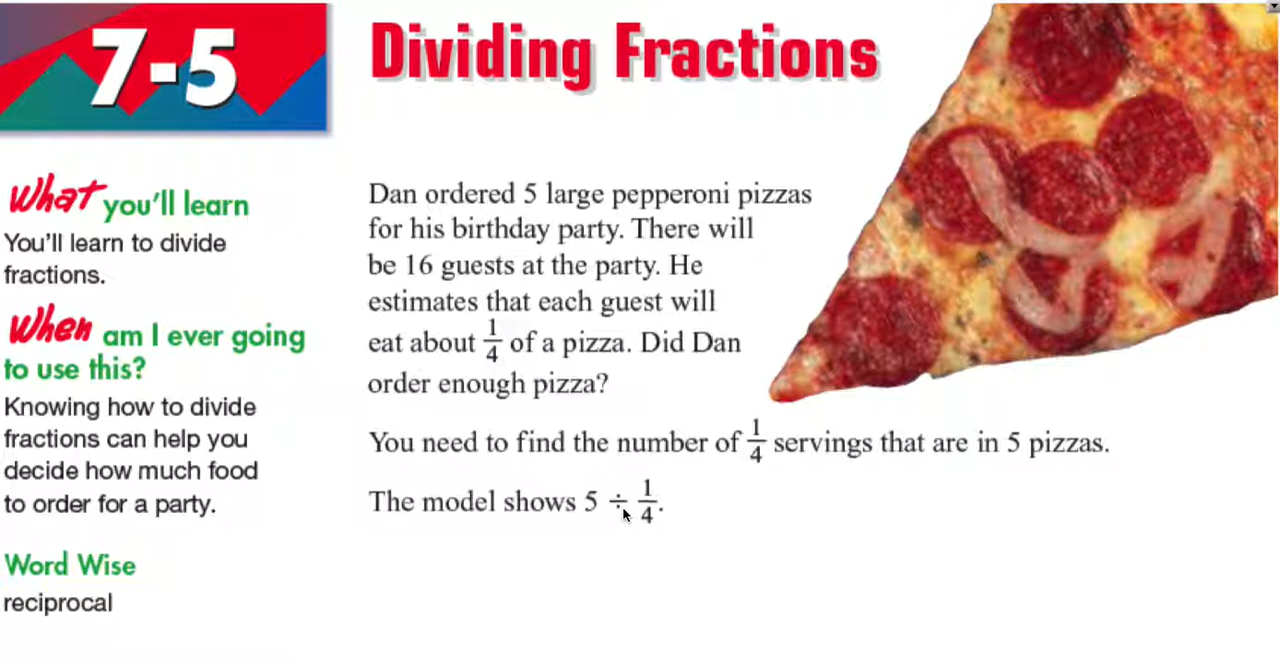 7-5
Dividing Fractions
What you'll learn
You'll learn to divide
fractions.
When am I ever going
to use this?
Knowing how to divide
fractions can help you
decide how much food
to order for a party.
Word Wise
reciprocal
Dan ordered 5 large pepperoni pizzas
for his birthday party. There will
be 16 guests at the party. He
estimates that each guest will
eat about 1/4 of a pizza. Did Dan
order enough pizza?
You need to find the number of 1/4 servings that are in 5 pizzas.
The model shows 5 ÷ 1/4.